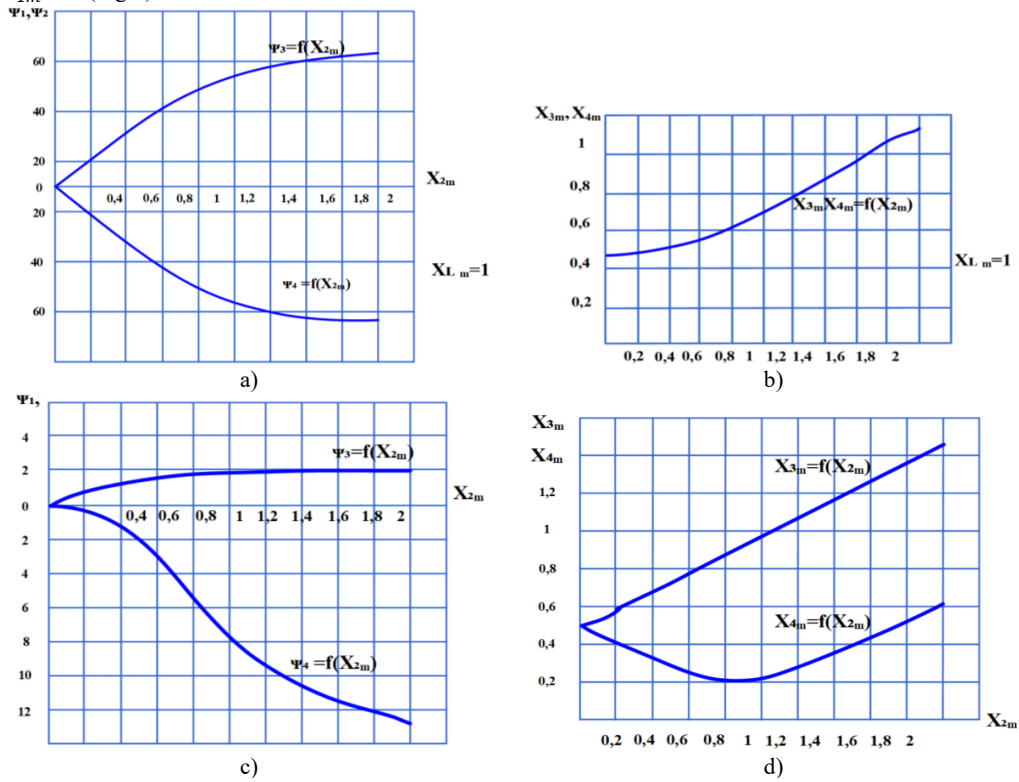 Ψ₁,Ψ₂
Ψ₃=f(X₂ₘ)
60
40
20
0
0,4 0,6 0,8 1 1,2 1,4 1,6 1,8 2
X₂ₘ
20
40
Ψ₄ =f(X₂ₘ)
X_L ₘ=1
60
a)
X₃ₘ, X₄ₘ
1
0,8
X₃ₘX₄ₘ=f(X₂ₘ)
0,6
0,4
X_L ₘ=1
0,2
0,2 0,4 0,6 0,8 1 1,2 1,4 1,6 1,8 2
b)
Ψ₁,
4
Ψ₃=f(X₂ₘ)
2
X₂ₘ
0
0,4 0,6 0,8 1 1,2 1,4 1,6 1,8 2
2
4
6
8
Ψ₄ =f(X₂ₘ)
10
12
c)
X₃ₘ
X₄ₘ
X₃ₘ=f(X₂ₘ)
1,2
1
0,8
0,6
X₄ₘ=f(X₂ₘ)
0,4
0,2
X₂ₘ
0,2 0,4 0,6 0,8 1 1,2 1,4 1,6 1,8 2
d)